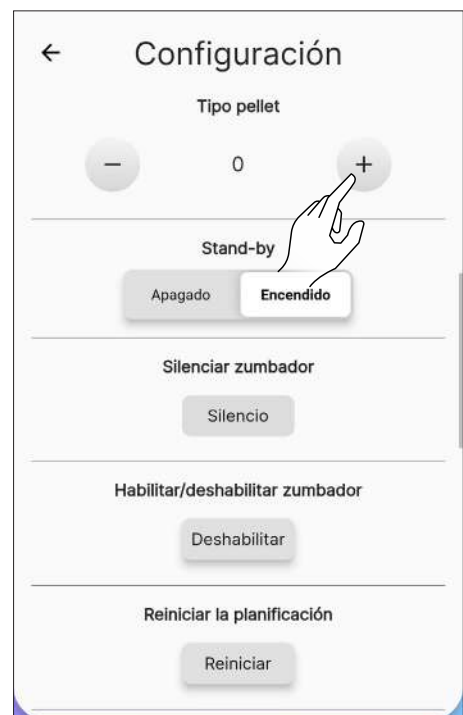 ← Configuración
Tipo pellet
− 0 +
Stand-by
Apagado Encendido
Silenciar zumbador
Silencio
Habilitar/deshabilitar zumbador
Deshabilitar
Reiniciar la planificación
Reiniciar